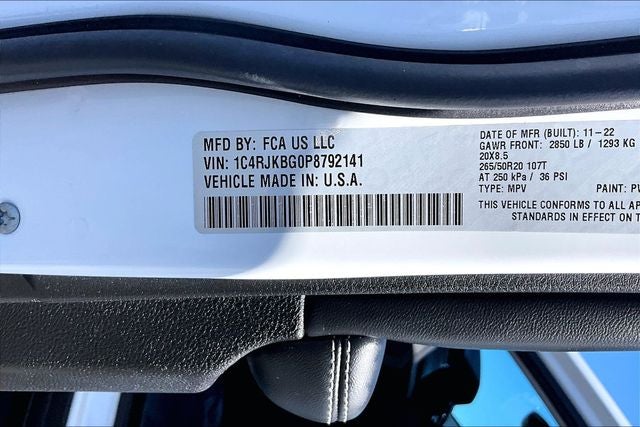 MFD BY: FCA US LLC
VIN: 1C4RJKBG0P8792141
VEHICLE MADE IN: U.S.A.
DATE OF MFR (BUILT): 11-22
GAWR FRONT: 2850 LB / 1293 KG
20X8.5
265/50R20 107T
AT 250 kPa / 36 PSI
TYPE: MPV PAINT: PW
THIS VEHICLE CONFORMS TO ALL AP
STANDARDS IN EFFECT ON T